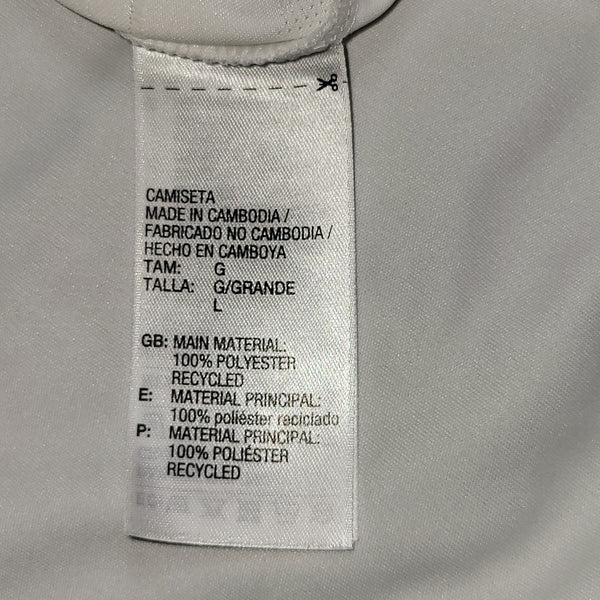 CAMISETA
MADE IN CAMBODIA /
FABRICADO NO CAMBODIA /
HECHO EN CAMBOYA
TAM: G
TALLA: G/GRANDE
L
GB: MAIN MATERIAL:
100% POLYESTER
RECYCLED
E: MATERIAL PRINCIPAL:
100% poliéster reciclado
P: MATERIAL PRINCIPAL:
100% POLIÉSTER
RECYCLED